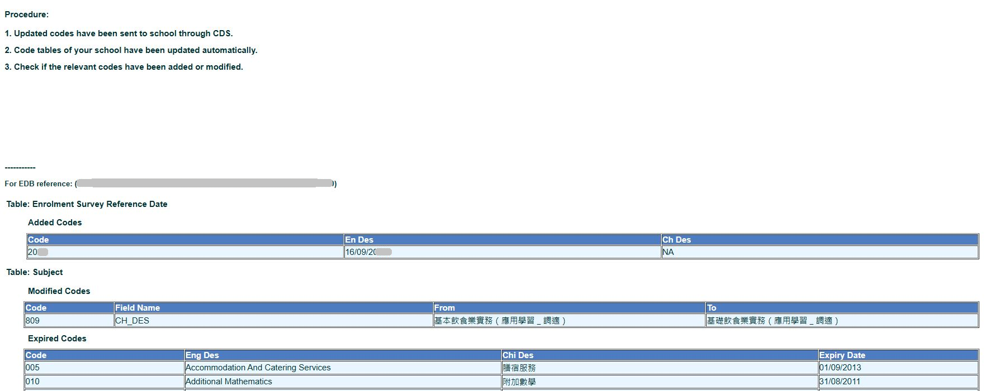 Procedure:
1. Updated codes have been sent to school through CDS.
2. Code tables of your school have been updated automatically.
3. Check if the relevant codes have been added or modified.
-----------
For EDB reference: ( )
Table: Enrolment Survey Reference Date
Added Codes
Code En Des Ch Des
20 16/09/20 NA
Table: Subject
Modified Codes
Code Field Name From To
809 CH_DES 基本飲食業實務 ( 應用學習 _ 調適 ) 基礎飲食業實務 ( 應用學習 _ 調適 )
Expired Codes
Code Eng Des Chi Des Expiry Date
005 Accommodation And Catering Services 膳宿服務 01/09/2013
010 Additional Mathematics 附加數學 31/08/2011